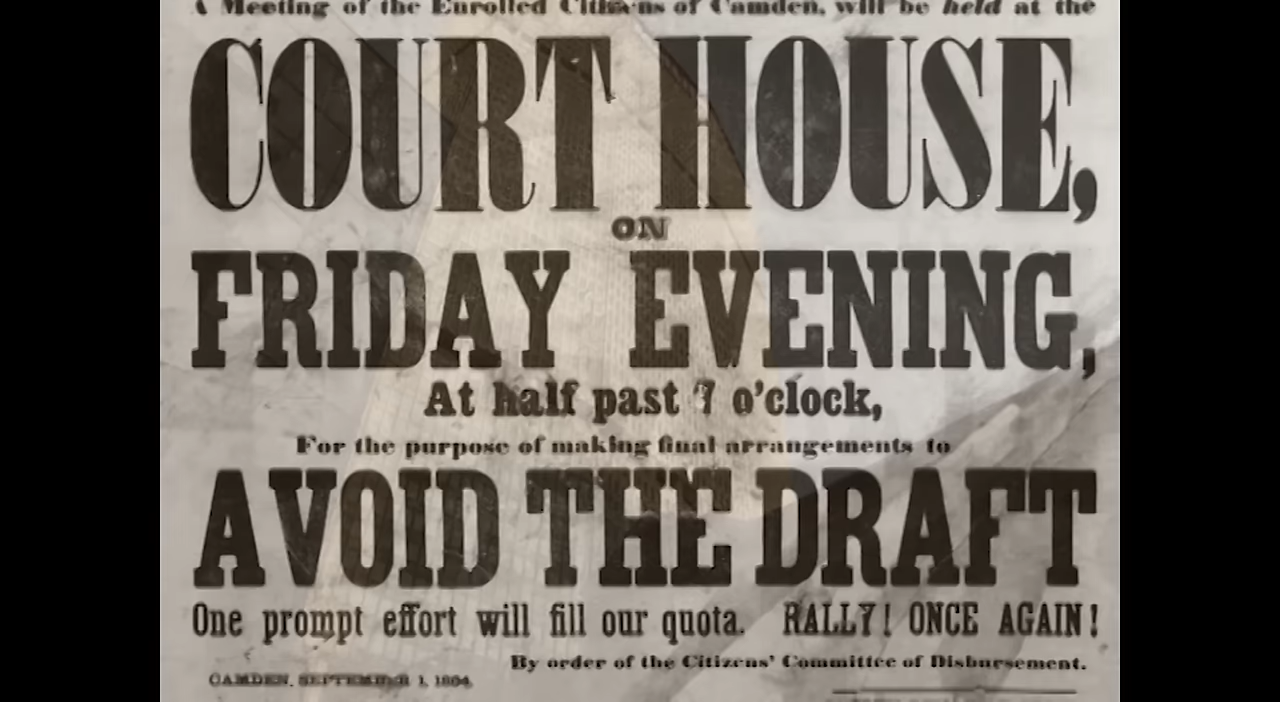 A Meeting of the Enrolled Citizens of Camden, will be held at the
COURT HOUSE,
ON
FRIDAY EVENING,
At half past 7 o'clock,
For the purpose of making final arrangements to
AVOID THE DRAFT
One prompt effort will fill our quota. RALLY! ONCE AGAIN!
By order of the Citizens' Committee of Disbursement.
CAMDEN, SEPTEMBER 1, 1864.